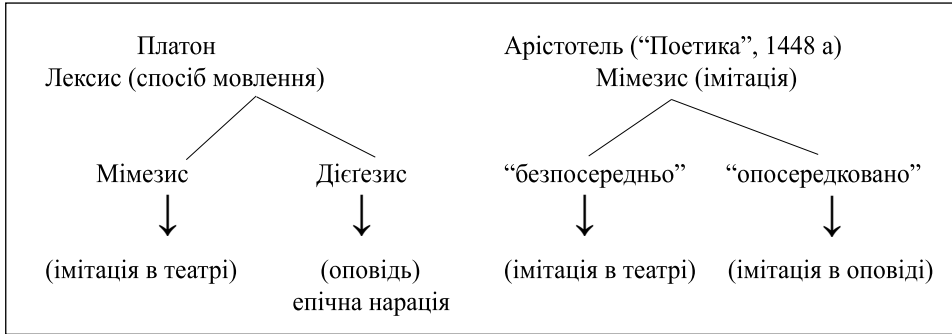 Платон
Лексис (спосіб мовлення)
Мімезис
Дієґезис
(імітація в театрі)
(оповідь)
епічна нарація
Арістотель (“Поетика”, 1448 а)
Мімезис (імітація)
“безпосередньо”
“опосередковано”
(імітація в театрі)
(імітація в оповіді)